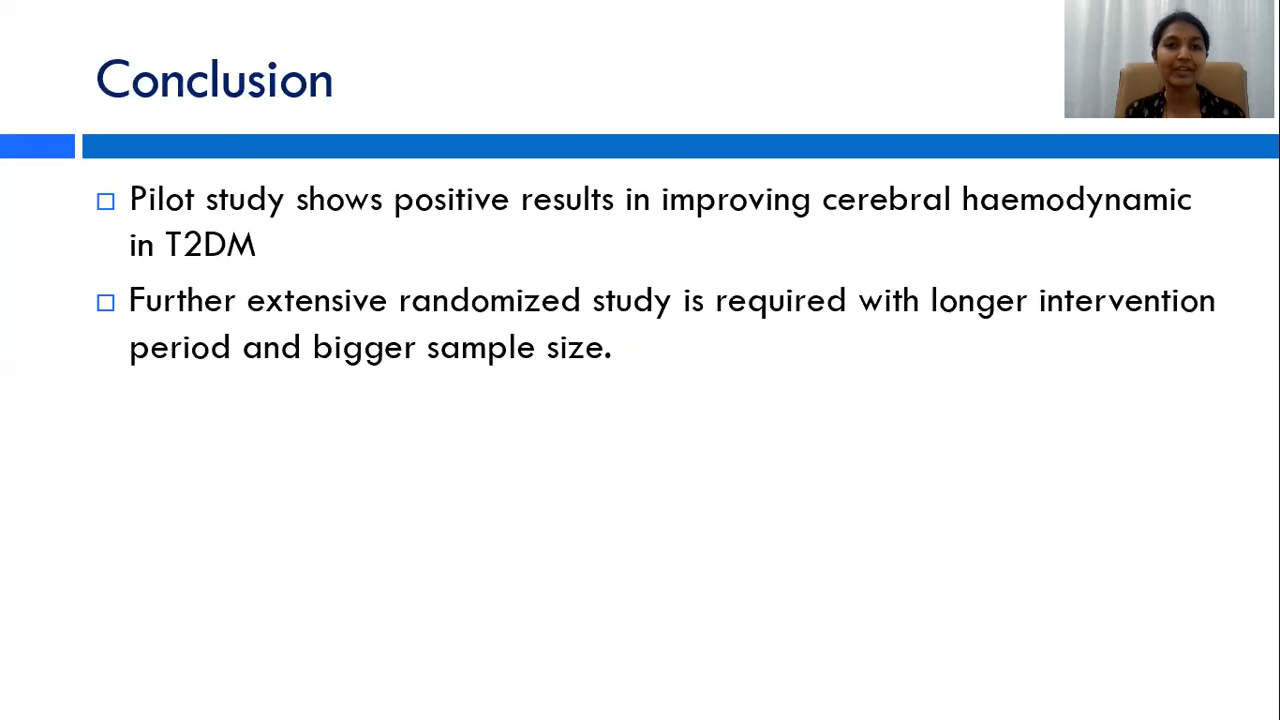 Conclusion
Pilot study shows positive results in improving cerebral haemodynamic
in T2DM
Further extensive randomized study is required with longer intervention
period and bigger sample size.